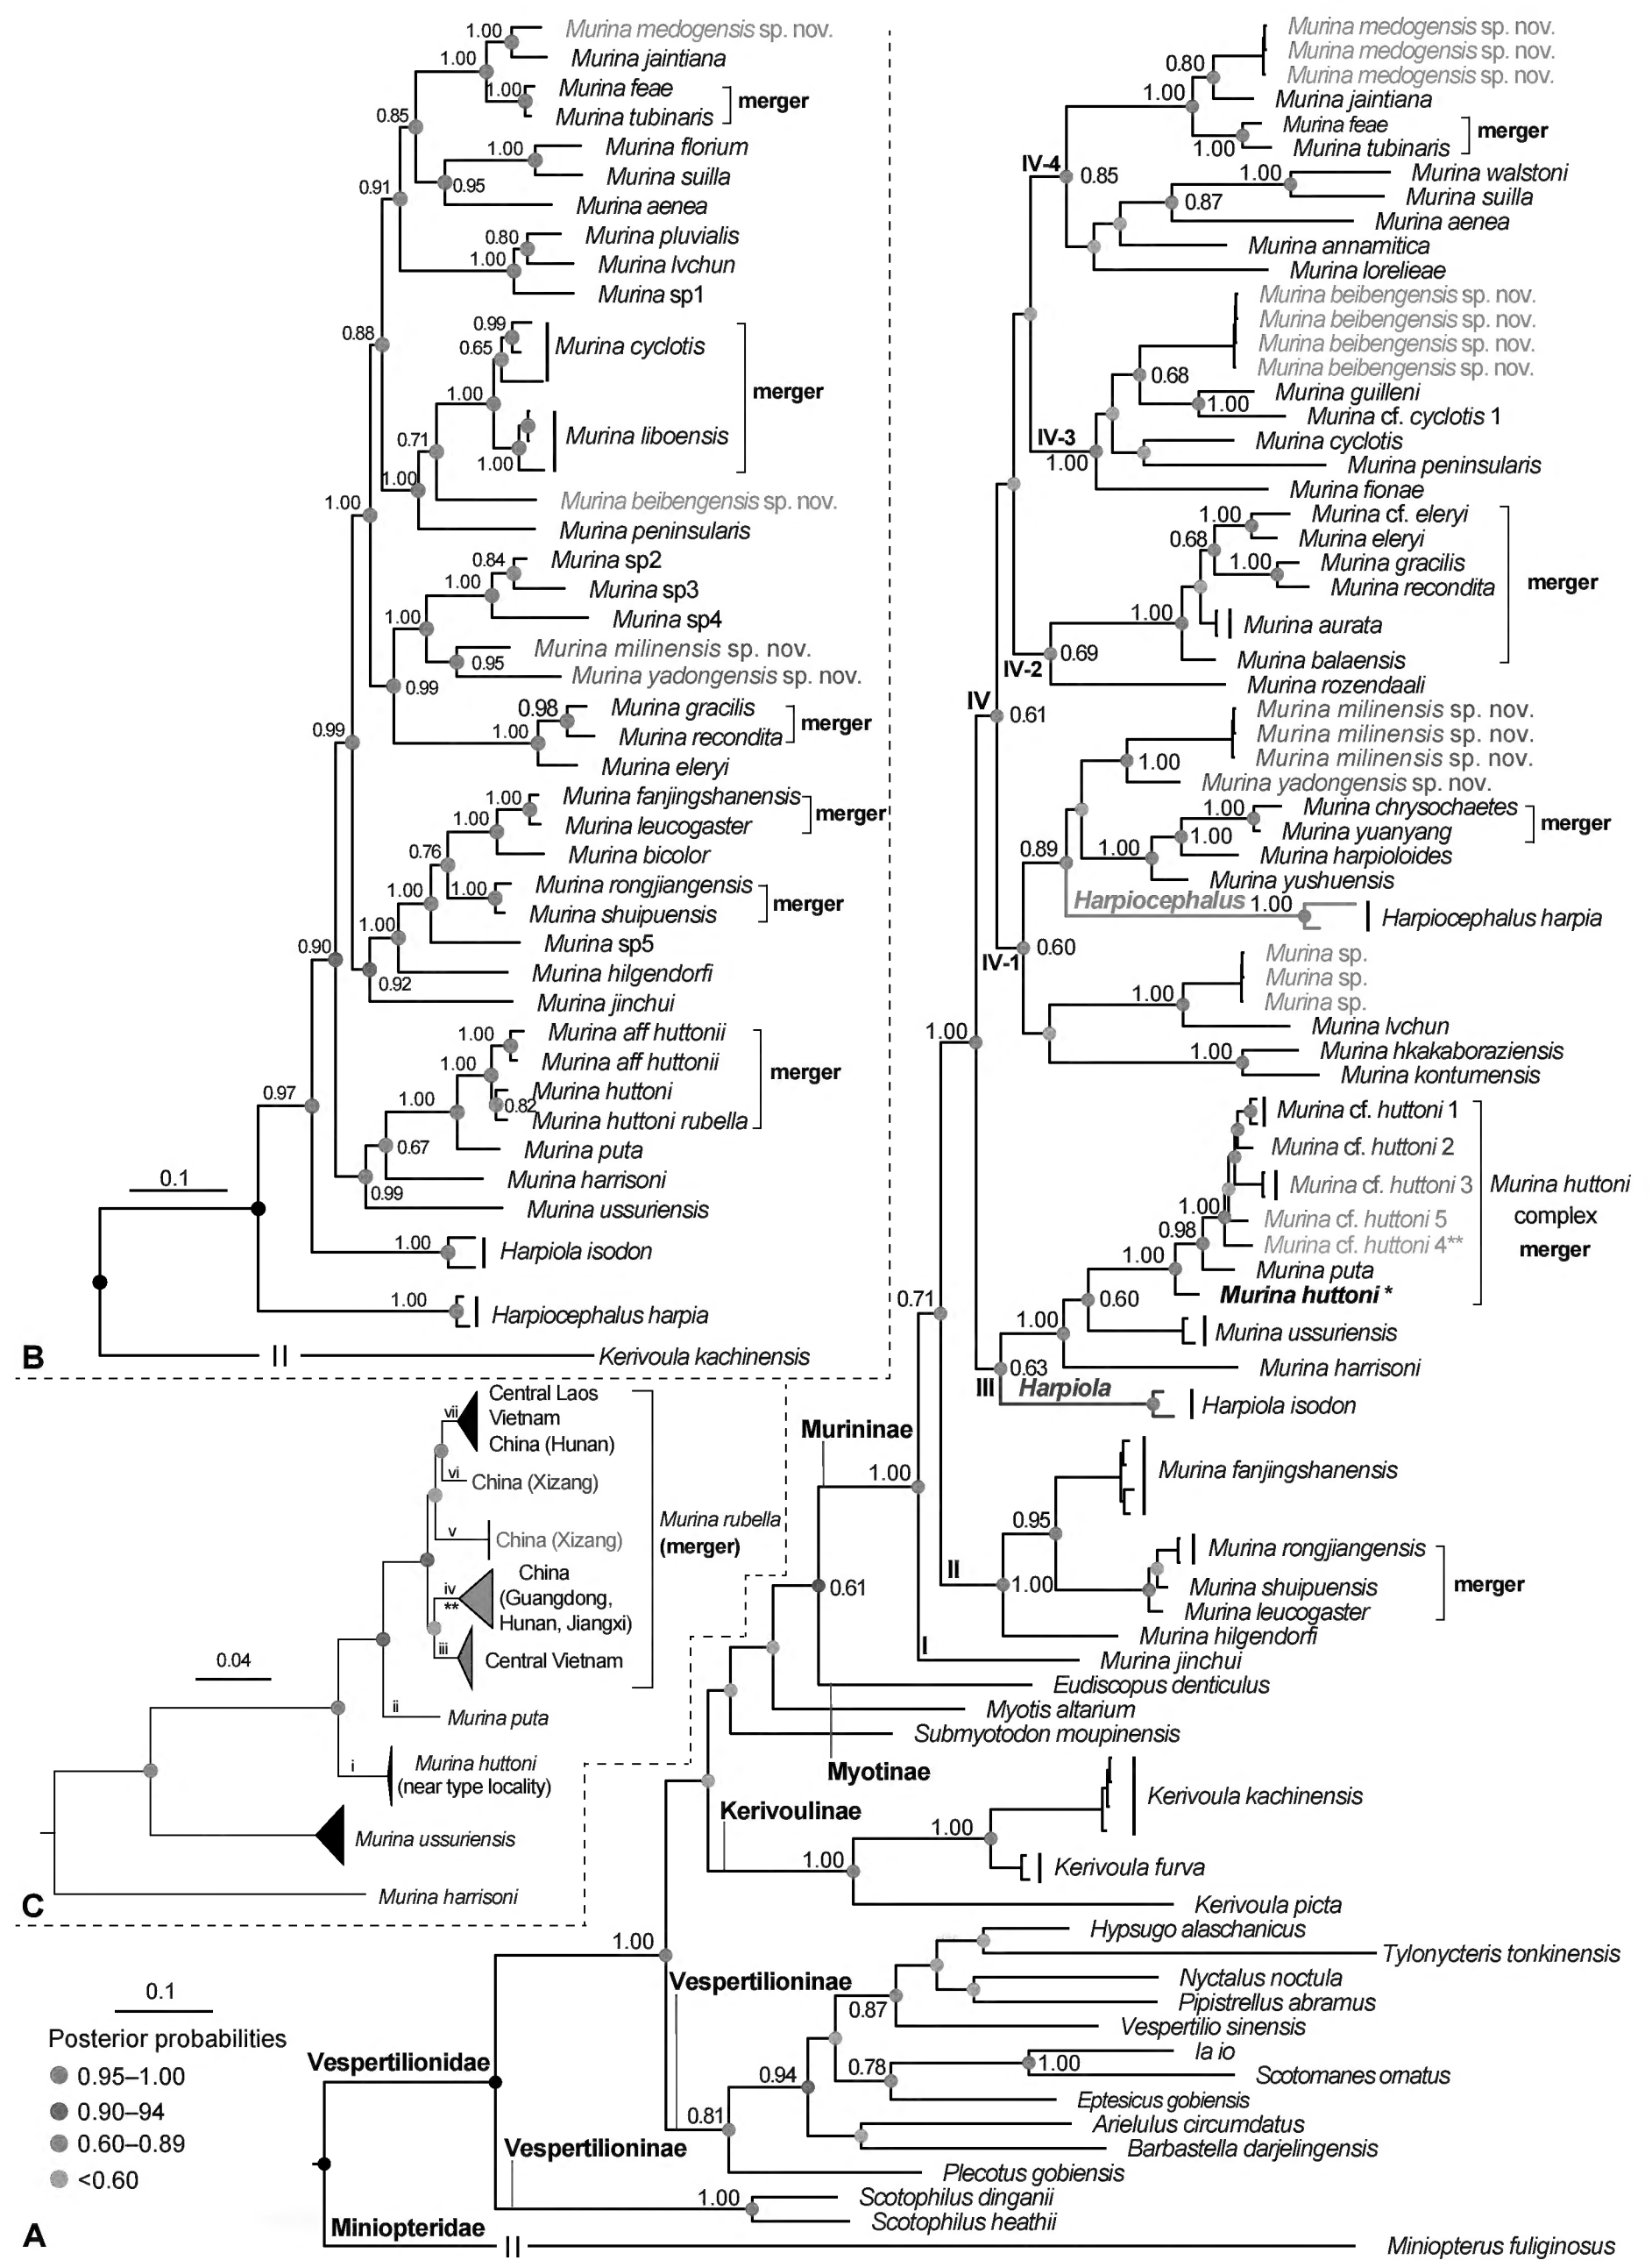 1.00
Murina medogensis sp. nov.
1.00
Murina jaintiana
1.00
Murina feae
Murina tubinaris
merger
0.85
1.00
Murina florium
Murina suilla
0.95
Murina aenea
0.91
0.80
Murina pluvialis
1.00
Murina lvchun
Murina sp1
0.88
0.99
0.65
Murina cyclotis
merger
1.00
Murina liboensis
0.71
1.00
1.00
Murina beibengensis sp. nov.
1.00
Murina peninsularis
0.84
Murina sp2
1.00
Murina sp3
1.00
Murina sp4
Murina milinensis sp. nov.
0.95
Murina yadongensis sp. nov.
0.99
0.98
Murina gracilis
merger
0.99
1.00
Murina recondita
Murina eleryi
1.00
Murina fanjingshanensis
merger
1.00
Murina leucogaster
0.76
Murina bicolor
1.00
1.00
Murina rongjiangensis
merger
Murina shuipuensis
1.00
Murina sp5
0.90
Murina hilgendorfi
0.92
Murina jinchui
1.00
Murina aff huttonii
1.00
Murina aff huttonii
merger
Murina huttoni
0.82
Murina huttoni rubella
1.00
0.97
0.67
Murina puta
Murina harrisoni
0.1
0.99
Murina ussuriensis
1.00
Harpiola isodon
1.00
Harpiocephalus harpia
B
Kerivoula kachinensis
Murina medogensis sp. nov.
Murina medogensis sp. nov.
0.80
Murina medogensis sp. nov.
1.00
Murina jaintiana
Murina feae
merger
1.00
Murina tubinaris
IV-4
0.85
1.00
Murina walstoni
Murina suilla
0.87
Murina aenea
Murina annamitica
Murina lorelieae
Murina beibengensis sp. nov.
Murina beibengensis sp. nov.
Murina beibengensis sp. nov.
Murina beibengensis sp. nov.
0.68
Murina guilleni
1.00
Murina cf. cyclotis 1
IV-3
1.00
Murina cyclotis
Murina peninsularis
Murina fionae
1.00
Murina cf. eleryi
0.68
Murina eleryi
1.00
Murina gracilis
Murina recondita
merger
1.00
Murina aurata
IV-2
0.69
Murina balaensis
Murina rozendaali
IV
0.61
Murina milinensis sp. nov.
Murina milinensis sp. nov.
Murina milinensis sp. nov.
1.00
Murina yadongensis sp. nov.
1.00
Murina chrysochaetes
merger
1.00
Murina yuanyang
0.89
1.00
Murina harpioloides
Murina yushuensis
Harpiocephalus
1.00
Harpiocephalus harpia
IV-1
0.60
Murina sp.
Murina sp.
1.00
Murina sp.
Murina lvchun
1.00
1.00
Murina hkakaboraziensis
Murina kontumensis
Murina cf. huttoni 1
Murina cf. huttoni 2
Murina cf. huttoni 3
Murina huttoni
complex
merger
1.00
Murina cf. huttoni 5
0.98
Murina cf. huttoni 4**
1.00
Murina puta
Murina huttoni *
0.60
0.71
1.00
Murina ussuriensis
0.63
Murina harrisoni
III
Harpiola
Harpiola isodon
Murininae
1.00
Murina fanjingshanensis
0.95
Murina rongjiangensis
II
1.00
Murina shuipuensis
merger
Murina leucogaster
0.61
Murina hilgendorfi
I
Murina jinchui
Eudiscopus denticulus
Myotis altarium
Submyotodon moupinensis
Myotinae
Kerivoulinae
Kerivoula kachinensis
1.00
1.00
Kerivoula furva
Kerivoula picta
vii
Central Laos
Vietnam
China (Hunan)
vi
China (Xizang)
Murina rubella
(merger)
v
China (Xizang)
iv
**
China
(Guangdong,
Hunan, Jiangxi)
iii
Central Vietnam
0.04
ii
Murina puta
i
Murina huttoni
(near type locality)
Murina ussuriensis
C
Murina harrisoni
1.00
Hypsugo alaschanicus
Tylonycteris tonkinensis
Vespertilioninae
Nyctalus noctula
0.87
Pipistrellus abramus
Vespertilio sinensis
Ia io
0.78
1.00
Scotomanes ornatus
0.94
Eptesicus gobiensis
0.81
Arielulus circumdatus
Barbastella darjelingensis
Plecotus gobiensis
0.1
Posterior probabilities
0.95–1.00
0.90–94
0.60–0.89
<0.60
Vespertilionidae
Vespertilioninae
1.00
Scotophilus dinganii
Scotophilus heathii
A
Miniopteridae
Miniopterus fuliginosus